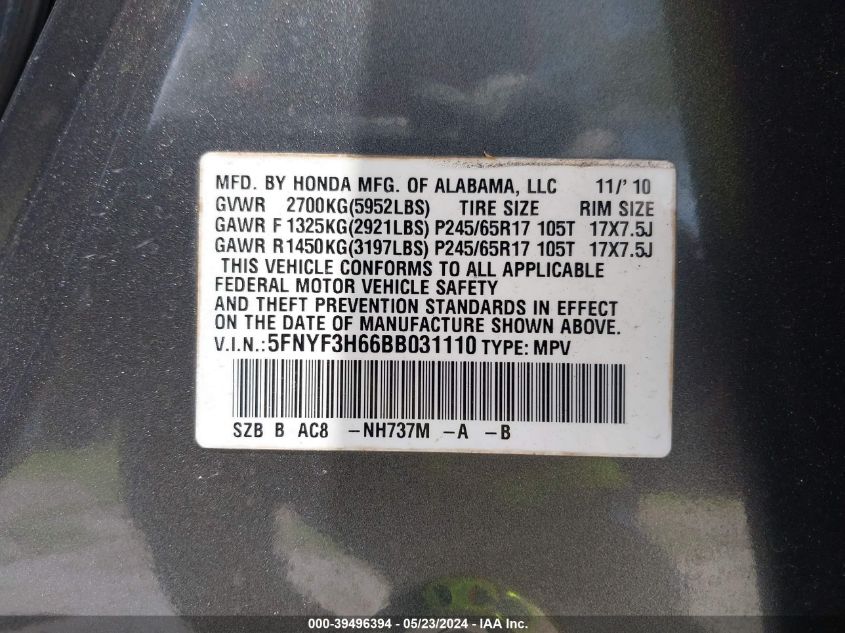 MFD. BY HONDA MFG. OF ALABAMA, LLC 11/' 10
GVWR 2700KG(5952LBS) TIRE SIZE RIM SIZE
GAWR F 1325KG(2921LBS) P245/65R17 105T 17X7.5J
GAWR R1450KG(3197LBS) P245/65R17 105T 17X7.5J
THIS VEHICLE CONFORMS TO ALL APPLICABLE
FEDERAL MOTOR VEHICLE SAFETY
AND THEFT PREVENTION STANDARDS IN EFFECT
ON THE DATE OF MANUFACTURE SHOWN ABOVE.
V.I.N.:5FNYF3H66BB031110 TYPE: MPV
SZB B AC8 -NH737M -A -B
000-39496394 / 05/23/2024 - IAA Inc.